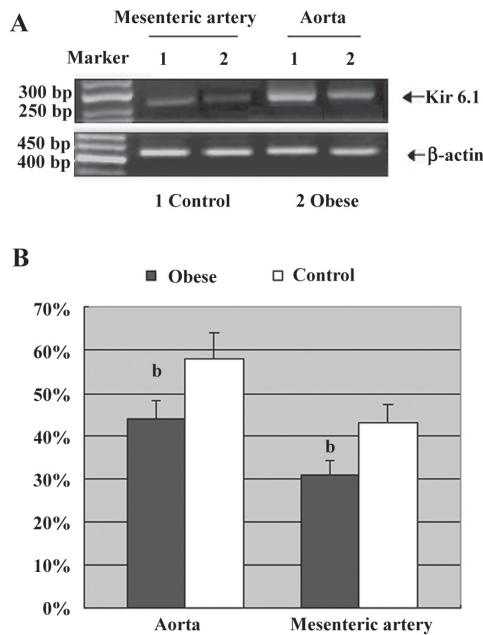 A
Mesenteric artery Aorta
Marker 1 2 1 2
300 bp
250 bp
Kir 6.1
450 bp
400 bp
β-actin
1 Control 2 Obese
B
Obese Control
70%
60%
50%
40%
30%
20%
10%
0%
b
b
Aorta Mesenteric artery